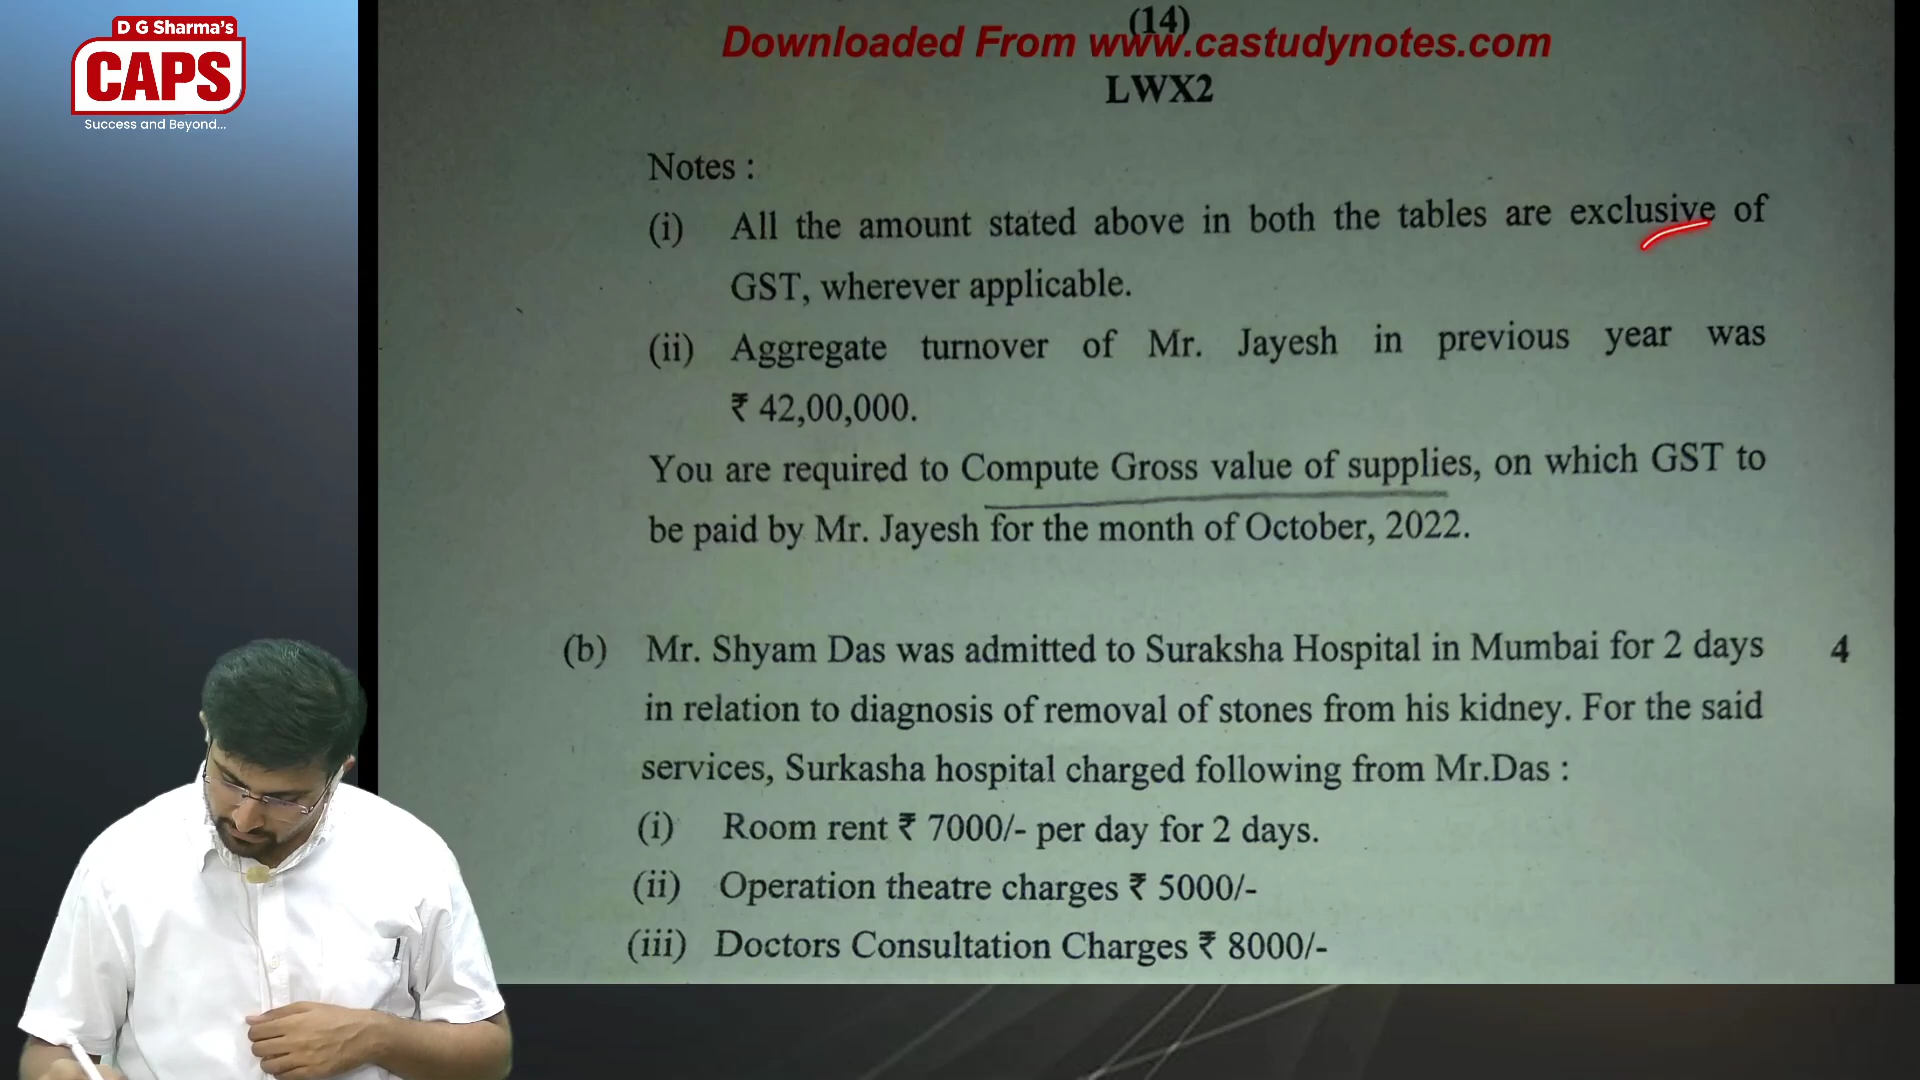 D G Sharma's
CAPS
Success and Beyond...
(14)
Downloaded From www.castudynotes.com
LWX2
Notes :
(i) All the amount stated above in both the tables are exclusive of
GST, wherever applicable.
(ii) Aggregate turnover of Mr. Jayesh in previous year was
₹ 42,00,000.
You are required to Compute Gross value of supplies, on which GST to
be paid by Mr. Jayesh for the month of October, 2022.
(b) Mr. Shyam Das was admitted to Suraksha Hospital in Mumbai for 2 days 4
in relation to diagnosis of removal of stones from his kidney. For the said
services, Surkasha hospital charged following from Mr.Das :
(i) Room rent ₹ 7000/- per day for 2 days.
(ii) Operation theatre charges ₹ 5000/-
(iii) Doctors Consultation Charges ₹ 8000/-